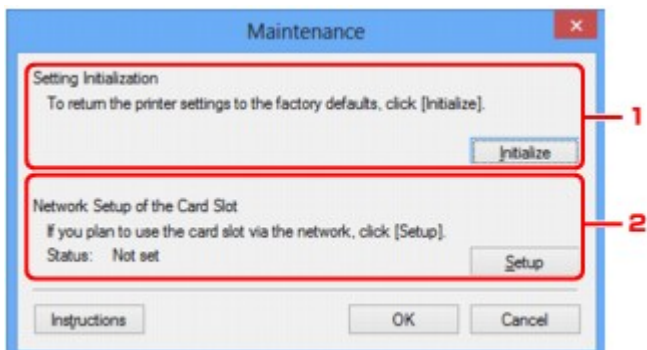 Maintenance
Setting Initialization
To return the printer settings to the factory defaults, click [Initialize].
1
Initialize
Network Setup of the Card Slot
2
If you plan to use the card slot via the network, click [Setup].
Status: Not set
Setup
Instructions OK Cancel